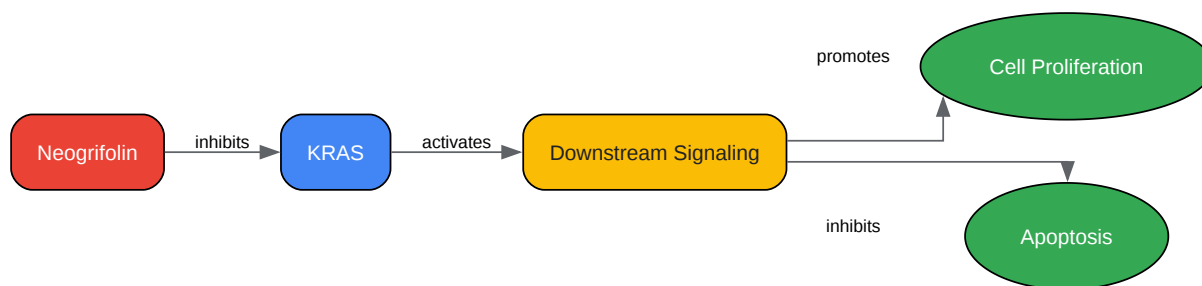 Neogrifolin
inhibits
KRAS
activates
Downstream Signaling
promotes
Cell Proliferation
inhibits
Apoptosis